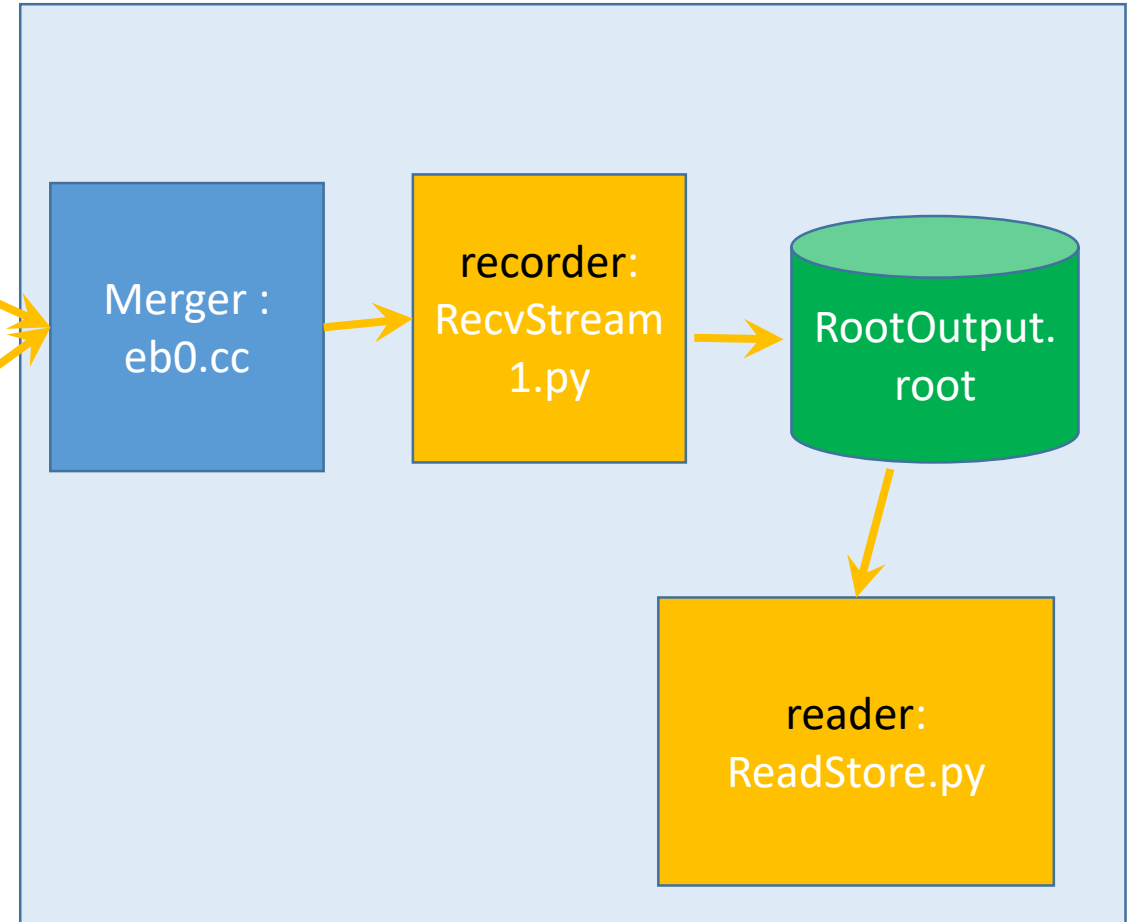 Merger :
eb0.cc
recorder:
RecvStream
1.py
RootOutput.
root
reader:
ReadStore.py